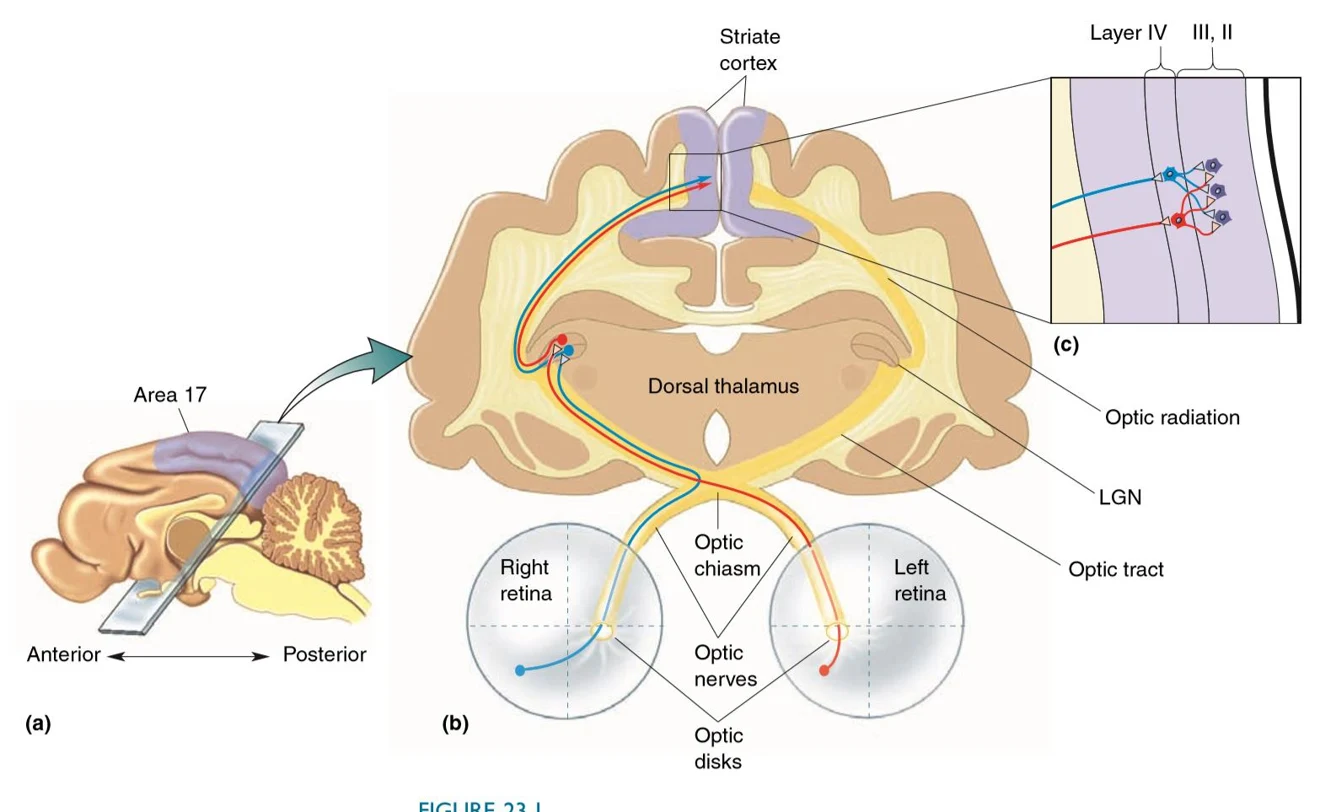 Striate
cortex
Layer IV
III, II
(c)
Area 17
Dorsal thalamus
Optic radiation
LGN
Optic
chiasm
Right
retina
Left
retina
Optic tract
Anterior
Posterior
Optic
nerves
(a)
(b)
Optic
disks
FIGURE 23.1